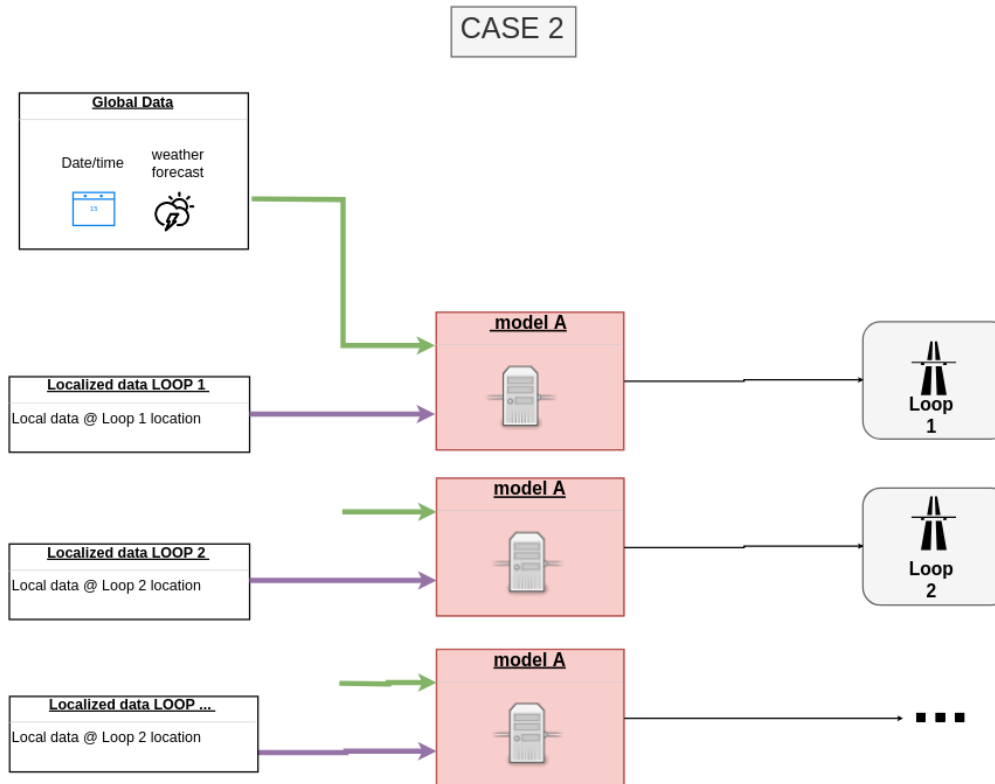 CASE 2
Global Data
Date/time
weather
forecast
15
model A
Localized data LOOP 1
Local data @ Loop 1 location
Loop
1
model A
Localized data LOOP 2
Local data @ Loop 2 location
Loop
2
model A
Localized data LOOP ...
Local data @ Loop 2 location